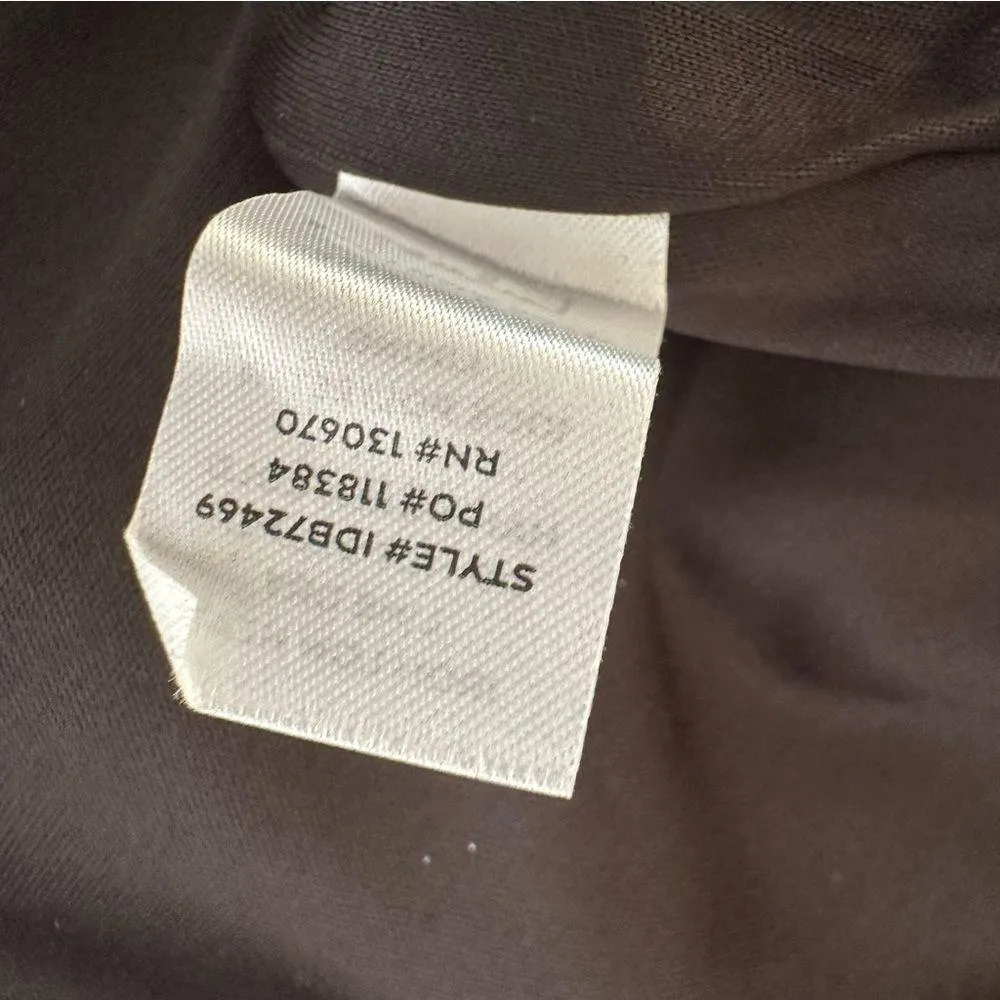 STYLE# IDB72469
PO# 118384
RN# 130670